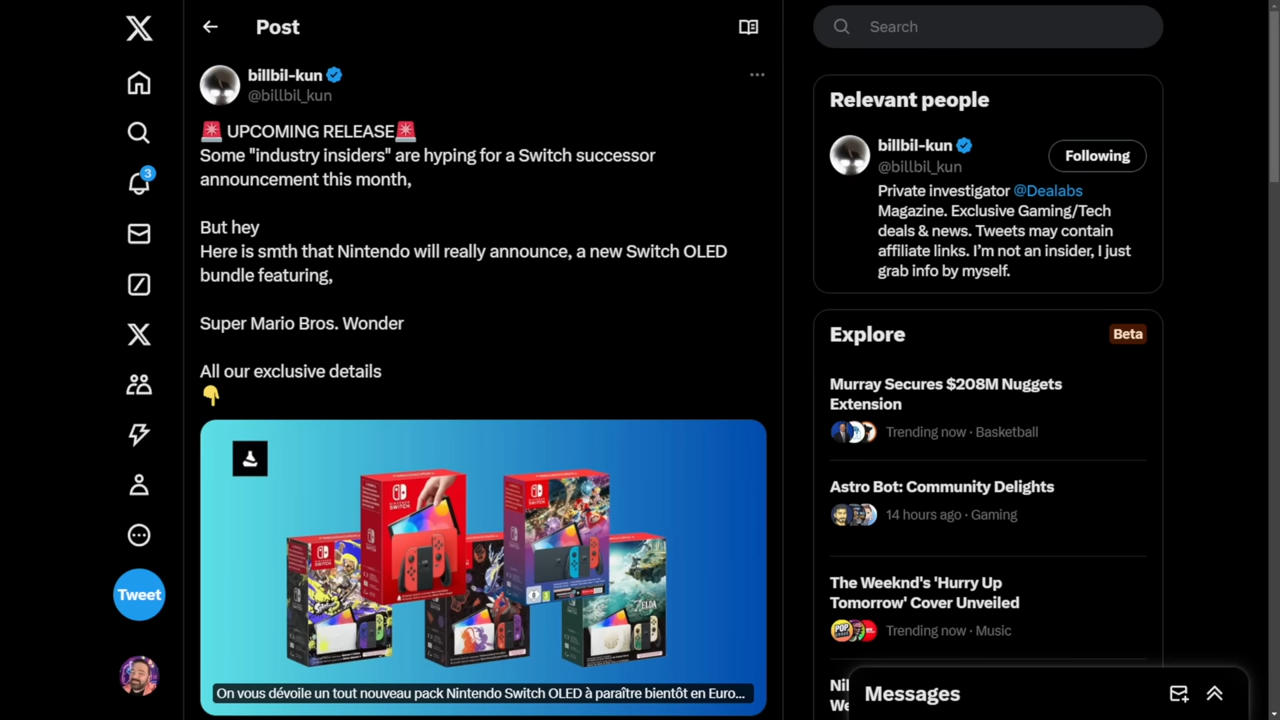 Post
billbil-kun
@billbil_kun
🚨 UPCOMING RELEASE🚨
Some "industry insiders" are hyping for a Switch successor
announcement this month,
But hey
Here is smth that Nintendo will really announce, a new Switch OLED
bundle featuring,
Super Mario Bros. Wonder
All our exclusive details
👇
NINTENDO
SWITCH
ZELDA
On vous dévoile un tout nouveau pack Nintendo Switch OLED à paraître bientôt en Euro...
3
Tweet
Search
Relevant people
billbil-kun
@billbil_kun
Following
Private investigator @Dealabs
Magazine. Exclusive Gaming/Tech
deals & news. Tweets may contain
affiliate links. I'm not an insider, I just
grab info by myself.
Explore
Beta
Murray Secures $208M Nuggets
Extension
Trending now · Basketball
Astro Bot: Community Delights
14 hours ago · Gaming
The Weeknd's 'Hurry Up
Tomorrow' Cover Unveiled
POP
Trending now · Music
Messages